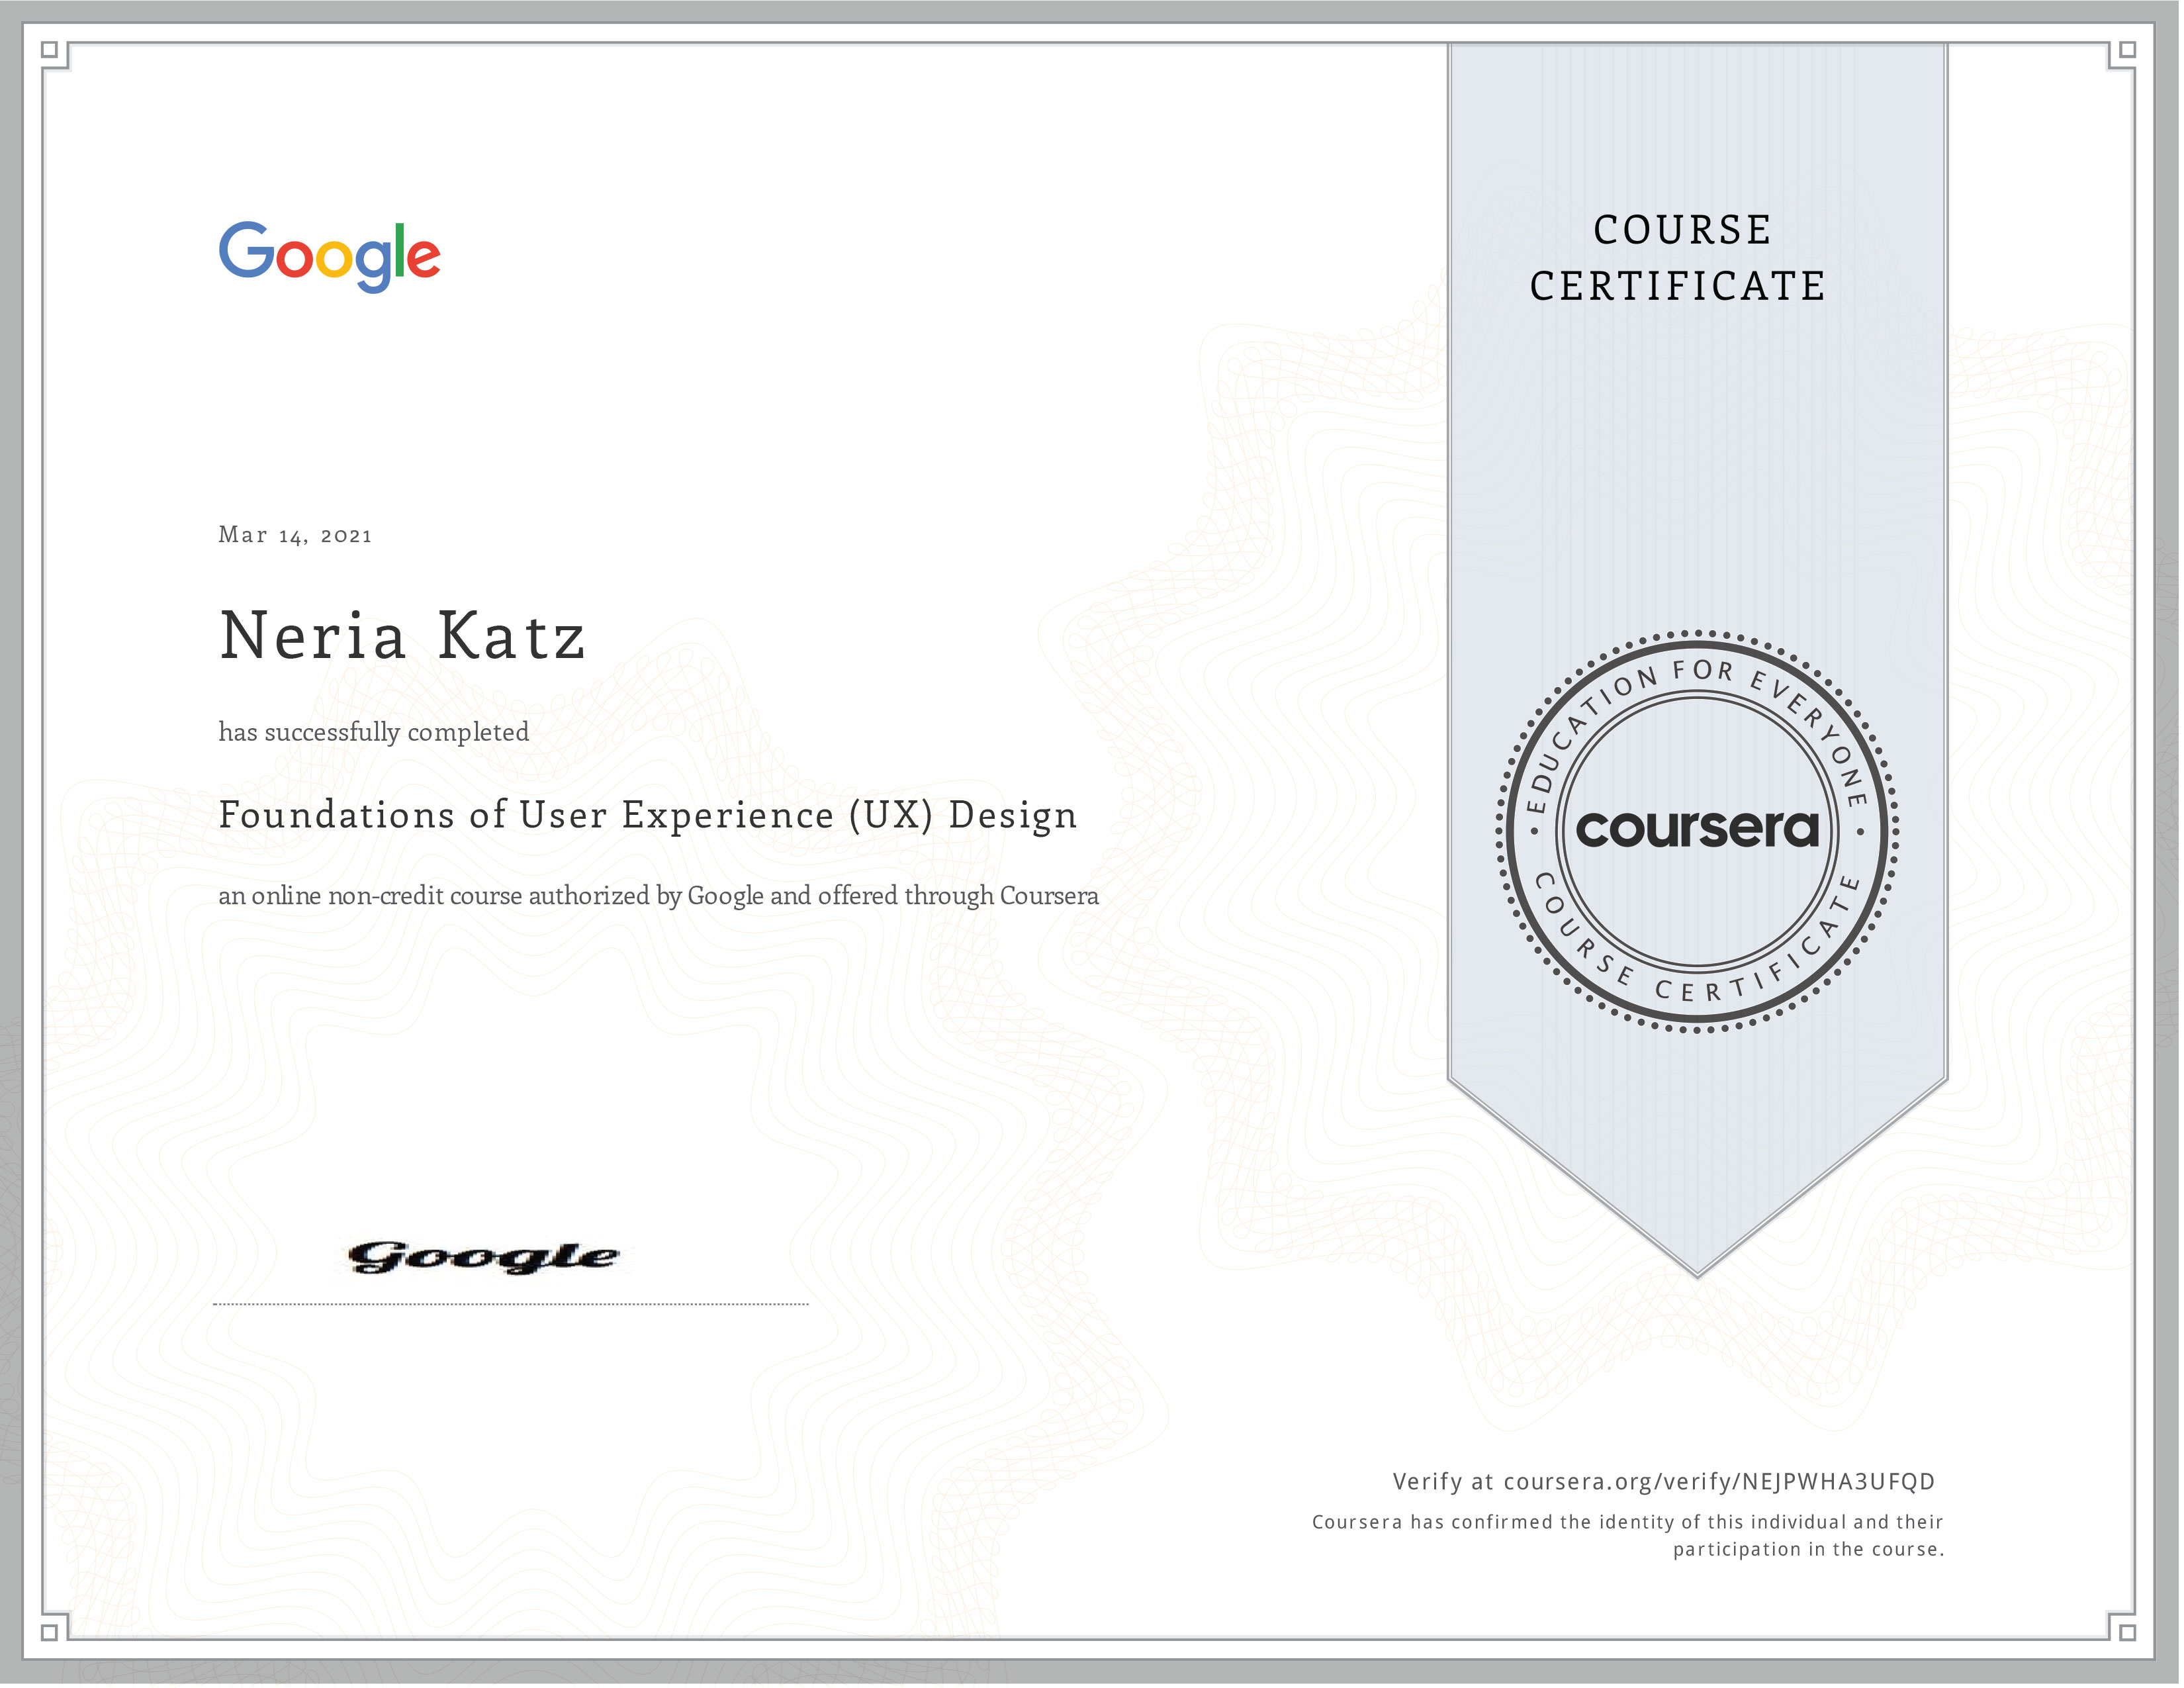 Google
COURSE
CERTIFICATE
Mar 14, 2021
Neria Katz
has successfully completed
Foundations of User Experience (UX) Design
an online non-credit course authorized by Google and offered through Coursera
EDUCATION FOR EVERYONE
coursera
COURSE CERTIFICATE
Google
Verify at coursera.org/verify/NEJPWHA3UFQD
Coursera has confirmed the identity of this individual and their
participation in the course.